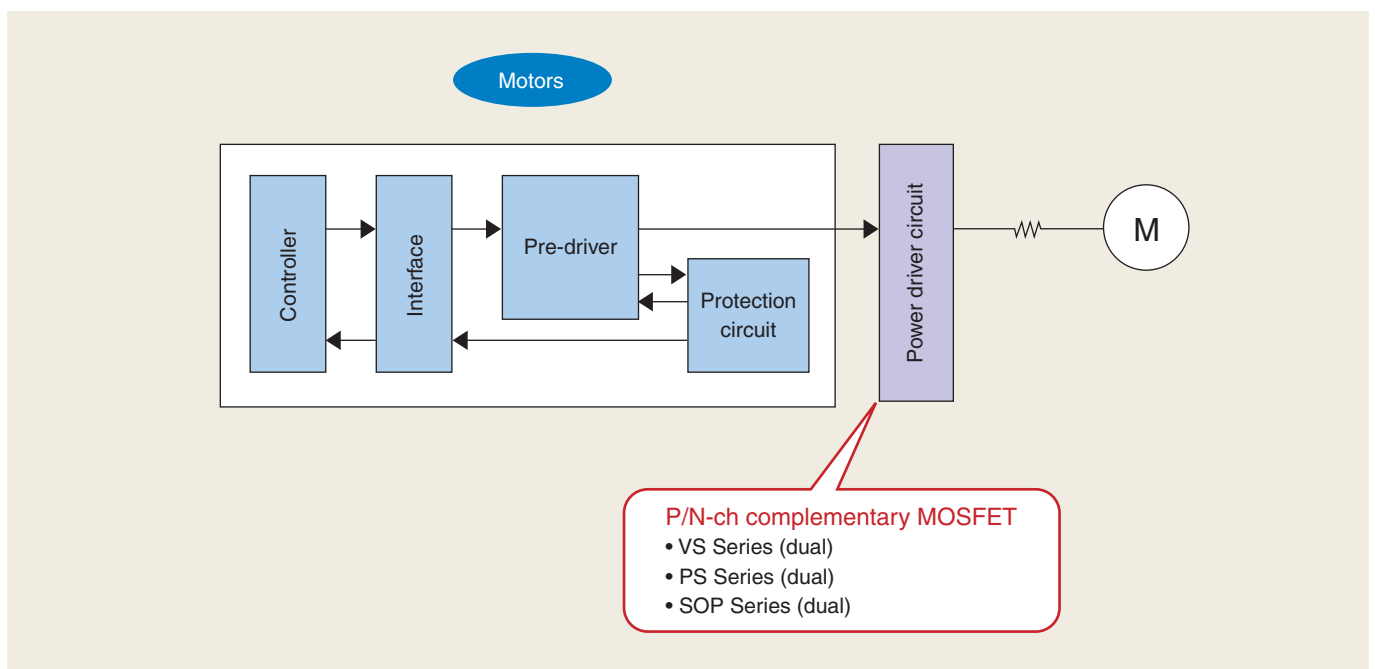 Motors
Controller
Interface
Pre-driver
Protection
circuit
Power driver circuit
M
P/N-ch complementary MOSFET
• VS Series (dual)
• PS Series (dual)
• SOP Series (dual)